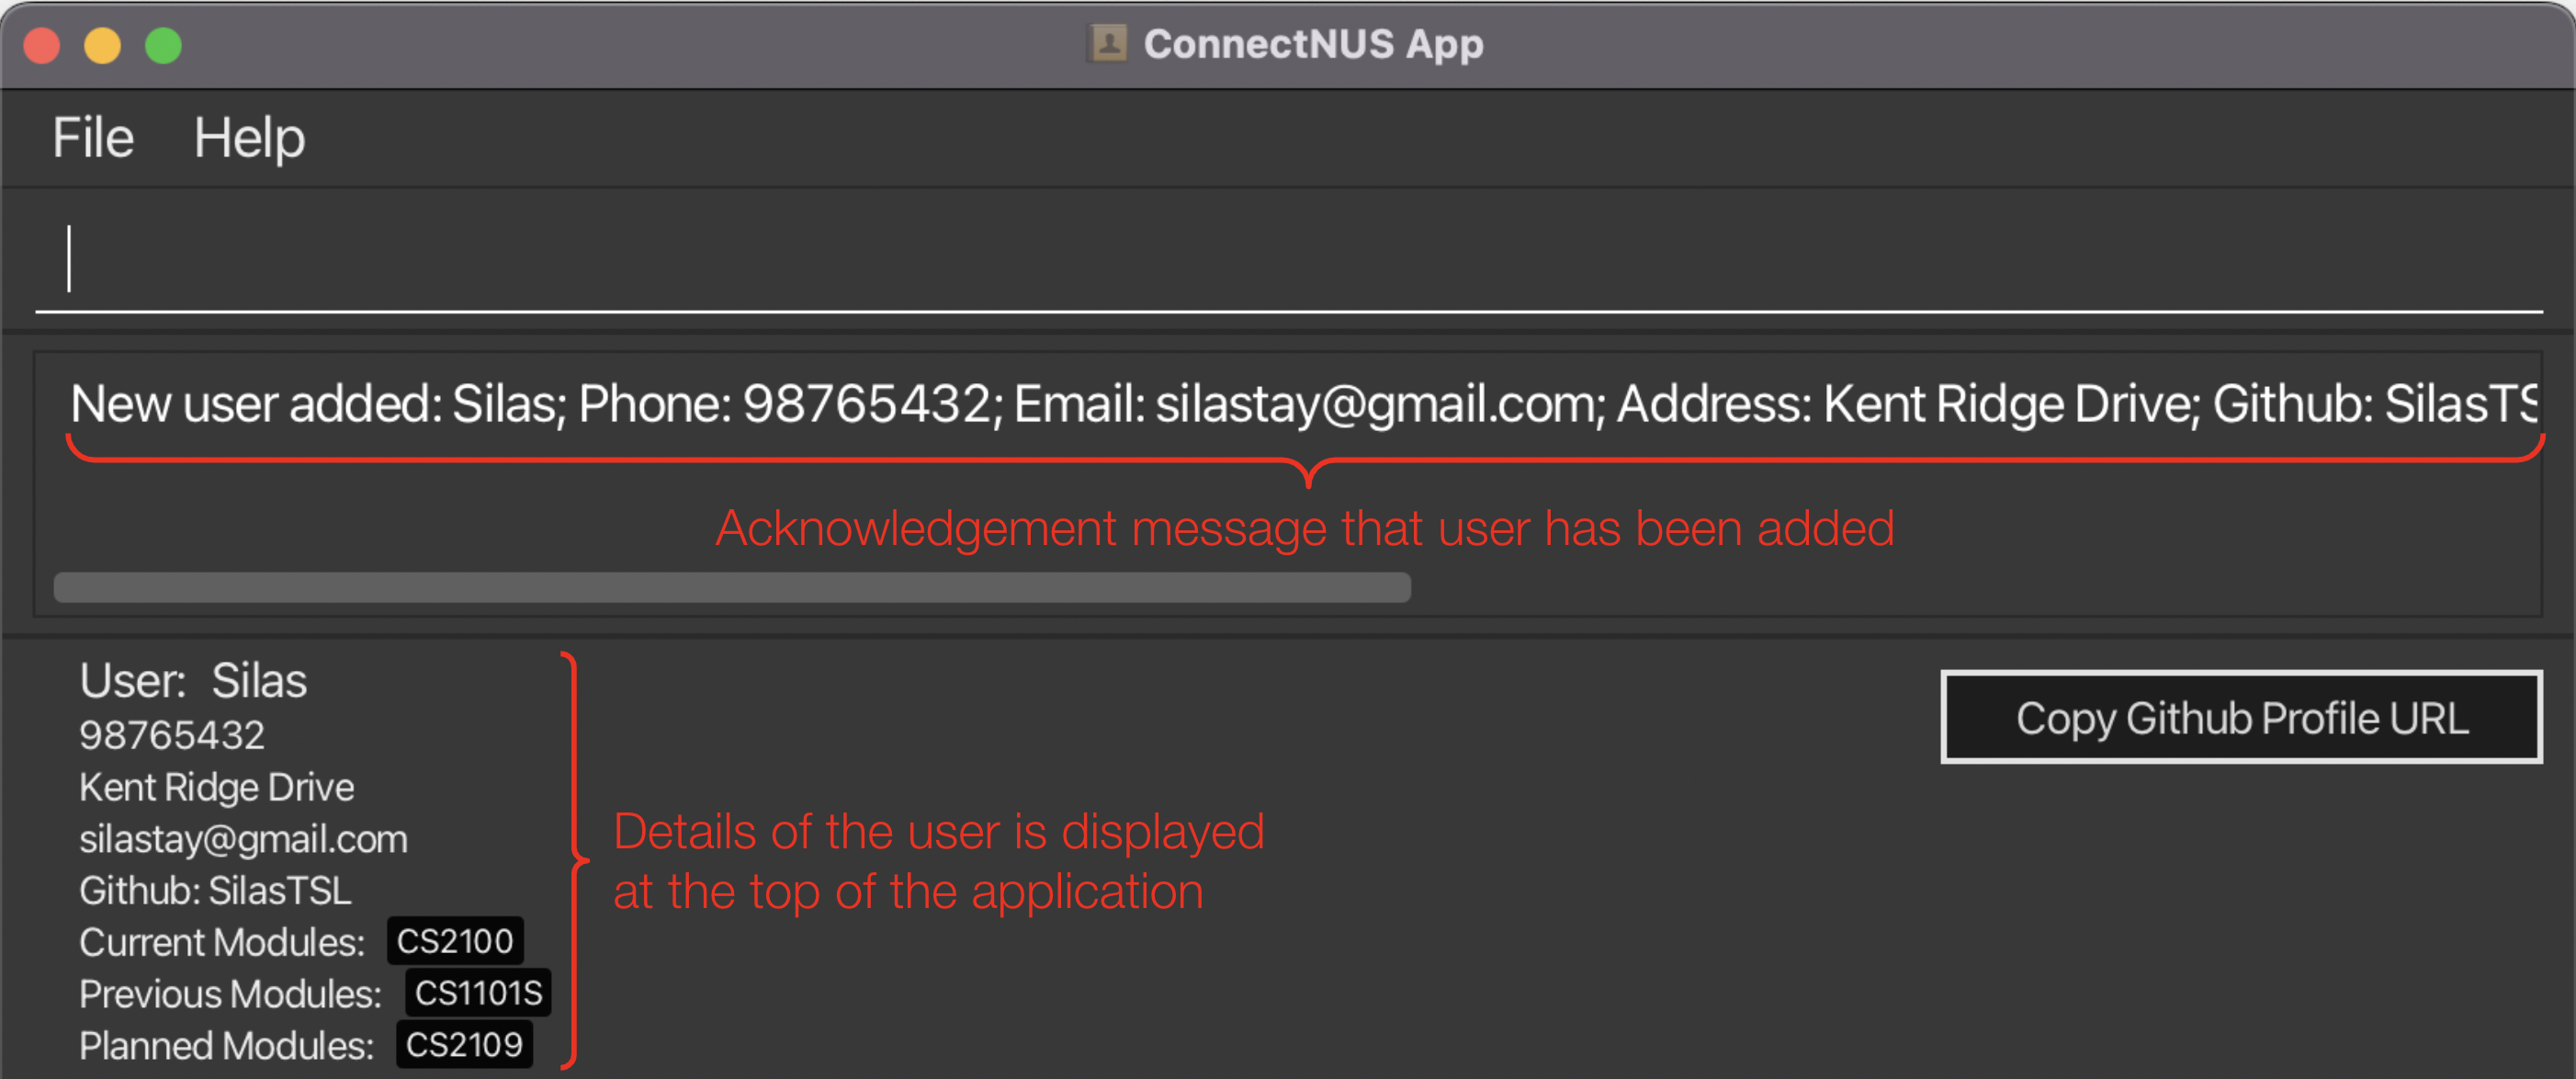 ConnectNUS App
File Help
New user added: Silas; Phone: 98765432; Email: silastay@gmail.com; Address: Kent Ridge Drive; Github: SilasTS
Acknowledgement message that user has been added
User: Silas
98765432
Kent Ridge Drive
silastay@gmail.com
Github: SilasTSL
Current Modules: CS2100
Previous Modules: CS1101S
Planned Modules: CS2109
Details of the user is displayed
at the top of the application
Copy Github Profile URL